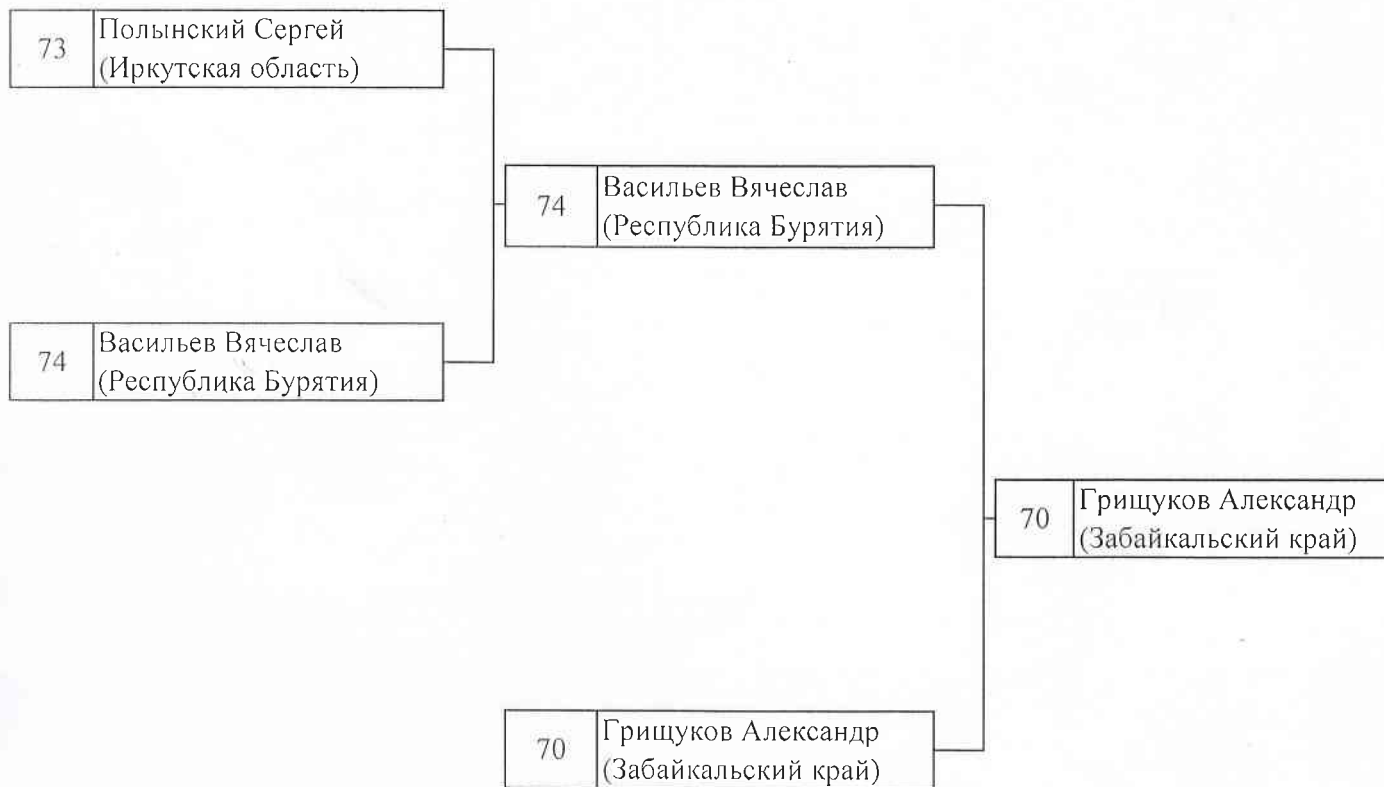 73
Полынский Сергей
(Иркутская область)
74
Васильев Вячеслав
(Республика Бурятия)
74
Васильев Вячеслав
(Республика Бурятия)
70
Грищуков Александр
(Забайкальский край)
70
Грищуков Александр
(Забайкальский край)